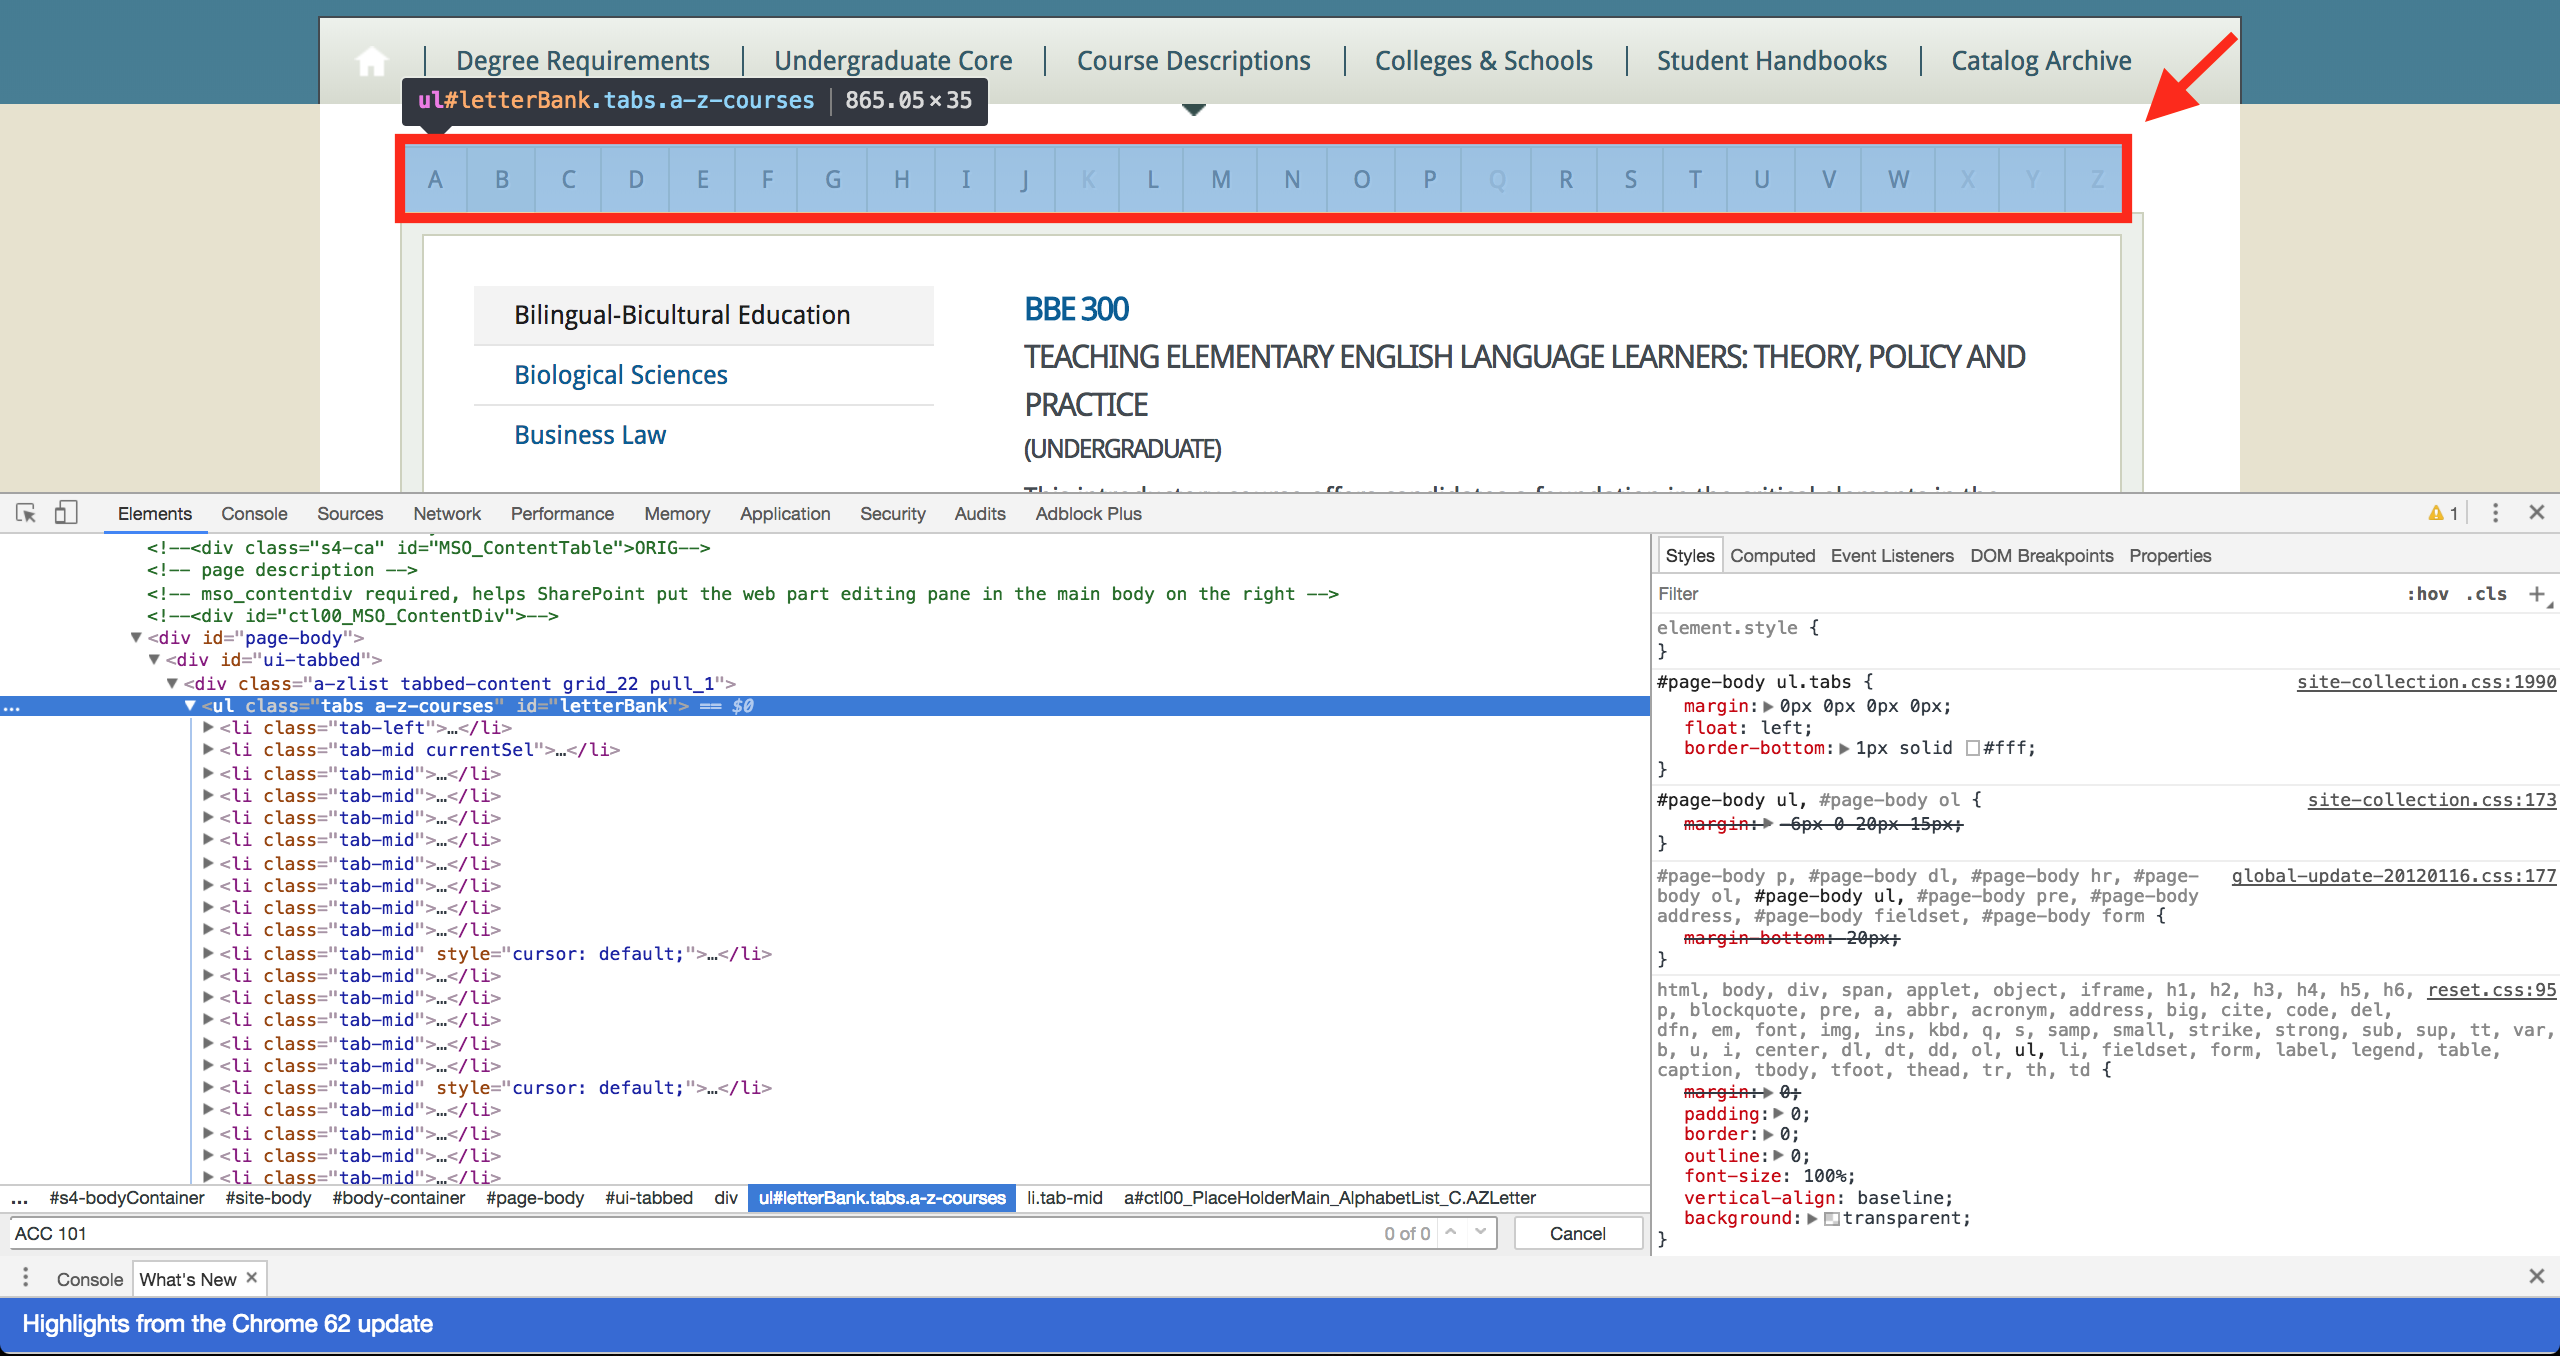 Degree Requirements | Undergraduate Core | Course Descriptions | Colleges & Schools | Student Handbooks | Catalog Archive
ul#letterBank.tabs.a-z-courses | 865.05×35
A B C D E F G H I J K L M N O P Q R S T U V W X Y Z
Bilingual-Bicultural Education
Biological Sciences
Business Law
BBE 300
TEACHING ELEMENTARY ENGLISH LANGUAGE LEARNERS: THEORY, POLICY AND
PRACTICE
(UNDERGRADUATE)
Elements Console Sources Network Performance Memory Application Security Audits Adblock Plus 1
<!--<div class="s4-ca" id="MSO_ContentTable">ORIG-->
<!-- page description -->
<!-- mso_contentdiv required, helps SharePoint put the web part editing pane in the main body on the right -->
<!--<div id="ctl00_MSO_ContentDiv">-->
<div id="page-body">
<div id="ui-tabbed">
<div class="a-zlist tabbed-content grid_22 pull_1">
... <ul class="tabs a-z-courses" id="letterBank"> == $0
<li class="tab-left">…</li>
<li class="tab-mid currentSel">…</li>
<li class="tab-mid">…</li>
<li class="tab-mid">…</li>
<li class="tab-mid">…</li>
<li class="tab-mid">…</li>
<li class="tab-mid">…</li>
<li class="tab-mid">…</li>
<li class="tab-mid">…</li>
<li class="tab-mid">…</li>
<li class="tab-mid" style="cursor: default;">…</li>
<li class="tab-mid">…</li>
<li class="tab-mid">…</li>
<li class="tab-mid">…</li>
<li class="tab-mid">…</li>
<li class="tab-mid">…</li>
<li class="tab-mid" style="cursor: default;">…</li>
<li class="tab-mid">…</li>
<li class="tab-mid">…</li>
<li class="tab-mid">…</li>
<li class="tab-mid">…</li>
... #s4-bodyContainer #site-body #body-container #page-body #ui-tabbed div ul#letterBank.tabs.a-z-courses li.tab-mid a#ctl00_PlaceHolderMain_AlphabetList_C.AZLetter
ACC 101 0 of 0 Cancel
Styles Computed Event Listeners DOM Breakpoints Properties
Filter :hov .cls +
element.style {
}
#page-body ul.tabs { site-collection.css:1990
margin: 0px 0px 0px 0px;
float: left;
border-bottom: 1px solid #fff;
}
#page-body ul, #page-body ol { site-collection.css:173
margin: -6px 0 20px 15px;
}
#page-body p, #page-body dl, #page-body hr, #page- global-update-20120116.css:177
body ol, #page-body ul, #page-body pre, #page-body
address, #page-body fieldset, #page-body form {
margin-bottom: 20px;
}
html, body, div, span, applet, object, iframe, h1, h2, h3, h4, h5, h6, reset.css:95
p, blockquote, pre, a, abbr, acronym, address, big, cite, code, del,
dfn, em, font, img, ins, kbd, q, s, samp, small, strike, strong, sub, sup, tt, var,
b, u, i, center, dl, dt, dd, ol, ul, li, fieldset, form, label, legend, table,
caption, tbody, tfoot, thead, tr, th, td {
margin: 0;
padding: 0;
border: 0;
outline: 0;
font-size: 100%;
vertical-align: baseline;
background: transparent;
}
Console What's New
Highlights from the Chrome 62 update